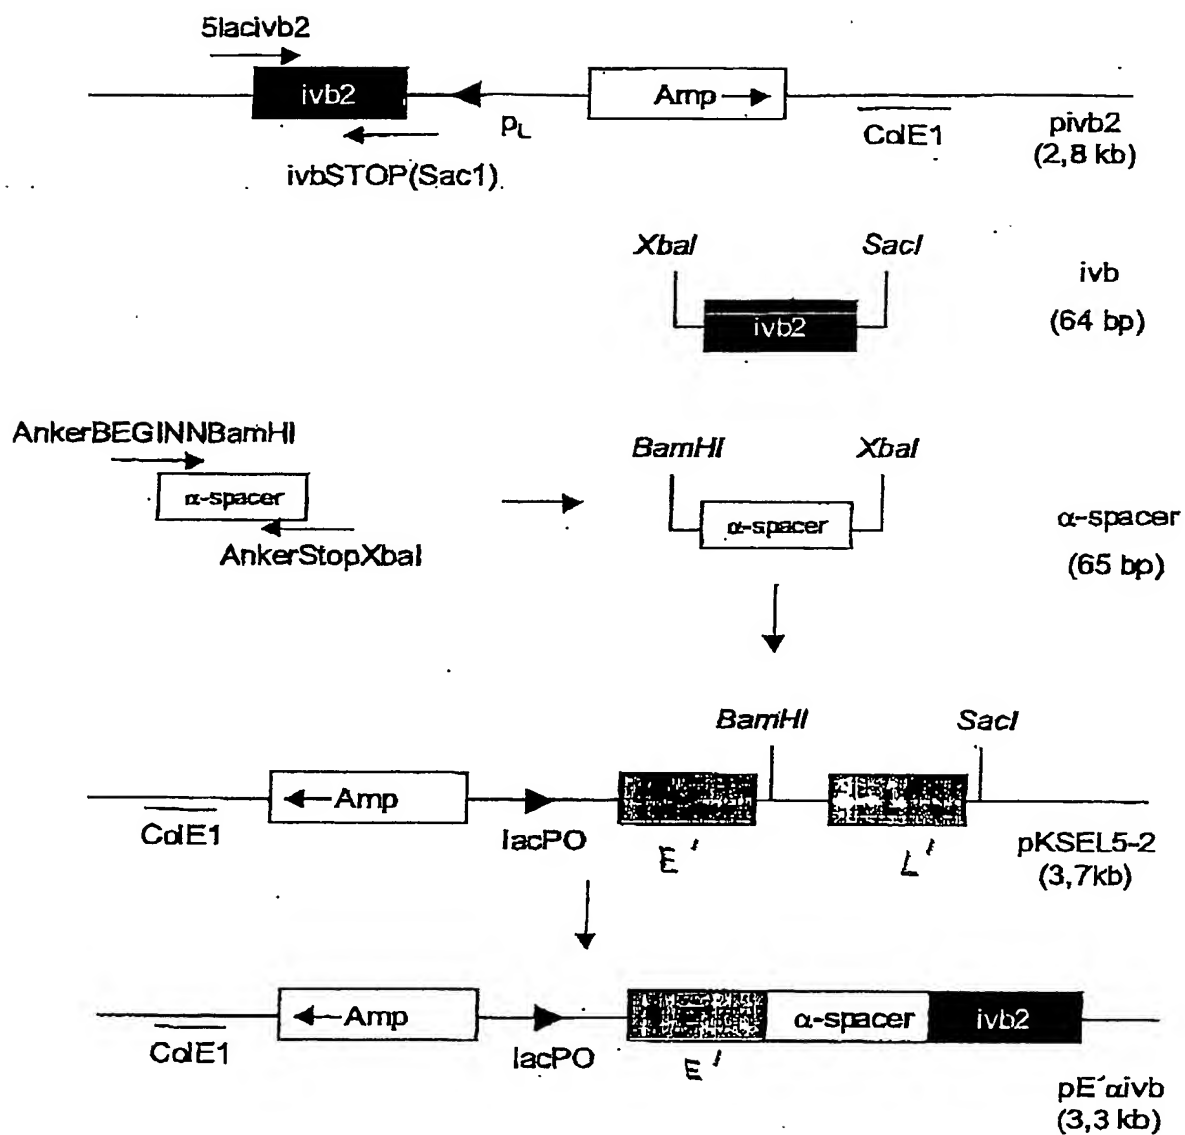 5lacivb2
ivb2
Amp
pL
ColE1
pivb2
(2,8 kb)
ivbSTOP(Sac1)
XbaI
SacI
ivb2
ivb
(64 bp)
AnkerBEGINNBamHI
α-spacer
AnkerStopXbaI
BamHI
XbaI
α-spacer
α-spacer
(65 bp)
BamHI
SacI
Amp
ColE1
lacPO
E'
L'
pKSEL5-2
(3,7kb)
Amp
α-spacer
ivb2
ColE1
lacPO
E'
pE´αivb
(3,3 kb)